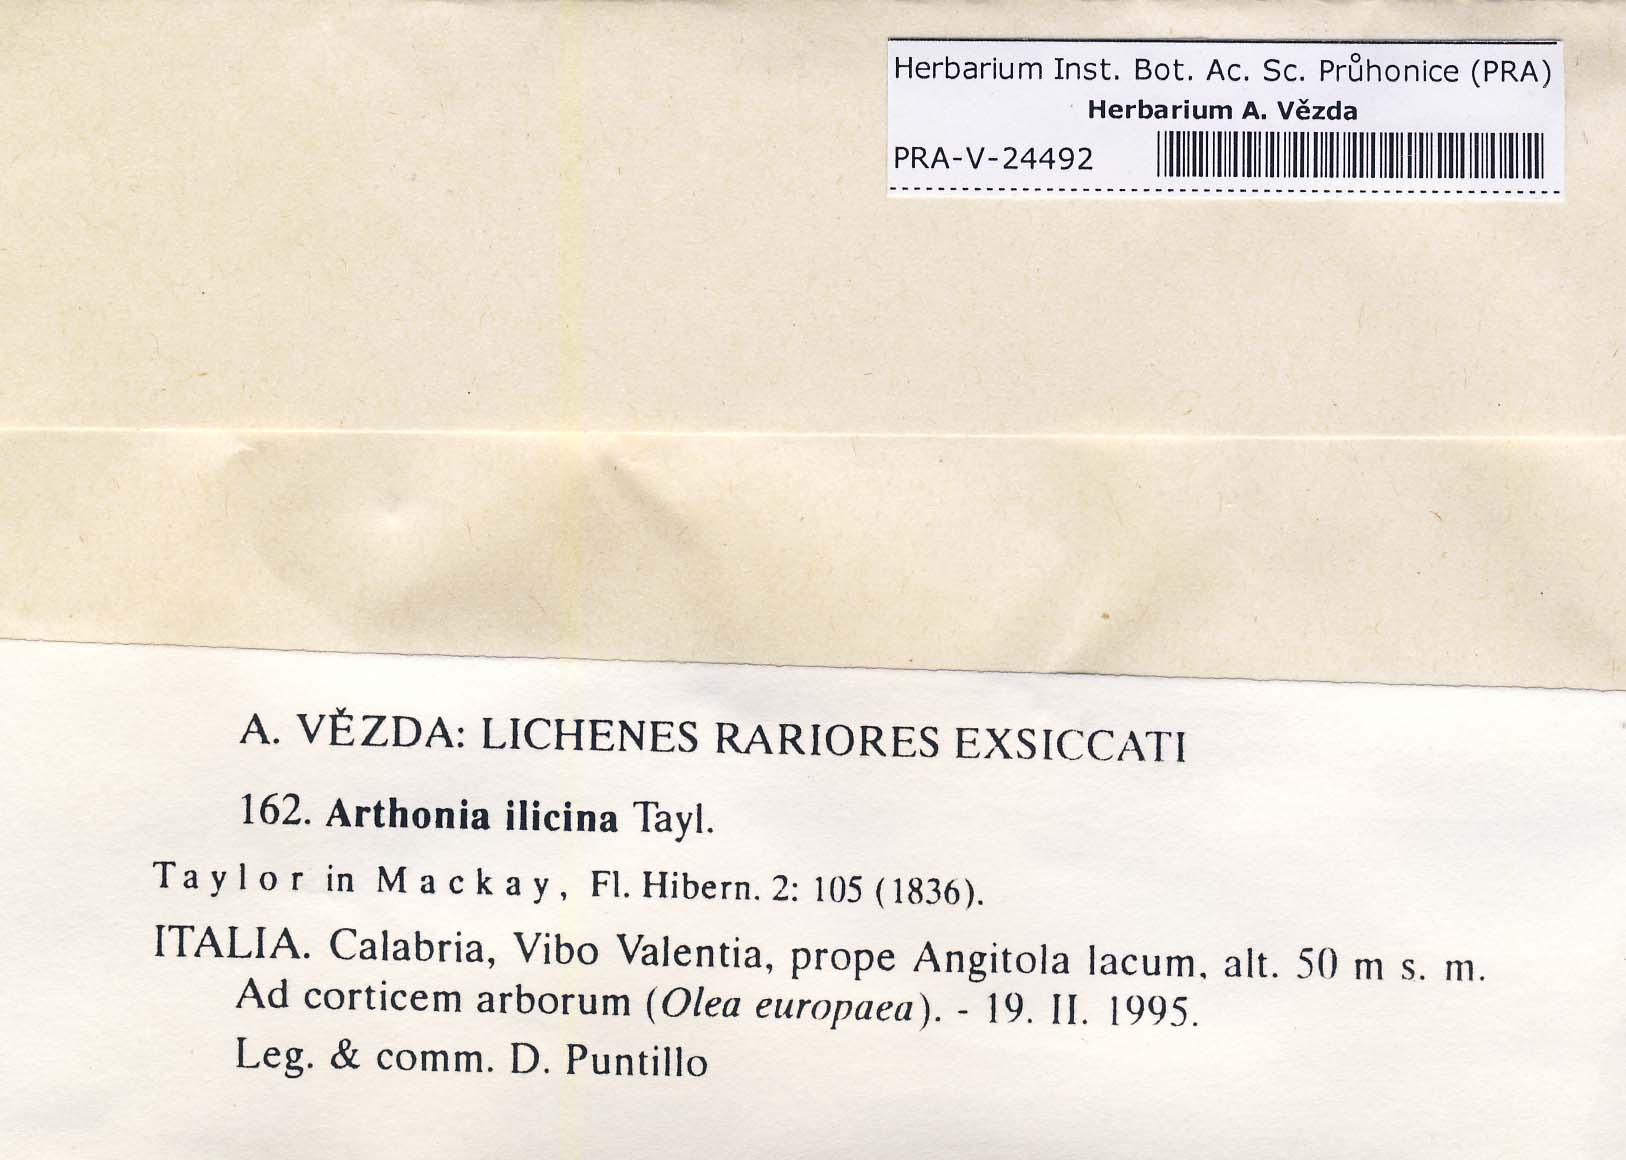 Herbarium Inst. Bot. Ac. Sc. Průhonice (PRA)
Herbarium A. Vězda
PRA-V-24492
A. VĚZDA: LICHENES RARIORES EXSICCATI
162. Arthonia ilicina Tayl.
Taylor in Mackay, Fl. Hibern. 2: 105 (1836).
ITALIA. Calabria, Vibo Valentia, prope Angitola lacum, alt. 50 m s. m.
Ad corticem arborum (Olea europaea). - 19. II. 1995.
Leg. & comm. D. Puntillo